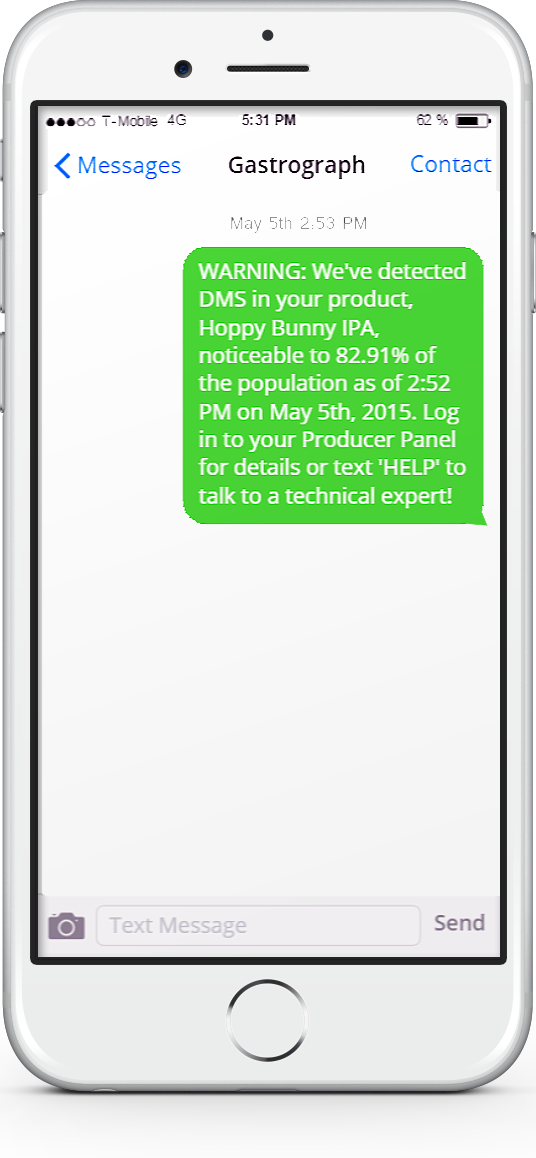 T-Mobile 4G 5:31 PM 62 %
Messages Gastrograph Contact
May 5th 2:53 PM
WARNING: We've detected
DMS in your product,
Hoppy Bunny IPA,
noticeable to 82.91% of
the population as of 2:52
PM on May 5th, 2015. Log
in to your Producer Panel
for details or text 'HELP' to
talk to a technical expert!
Text Message Send